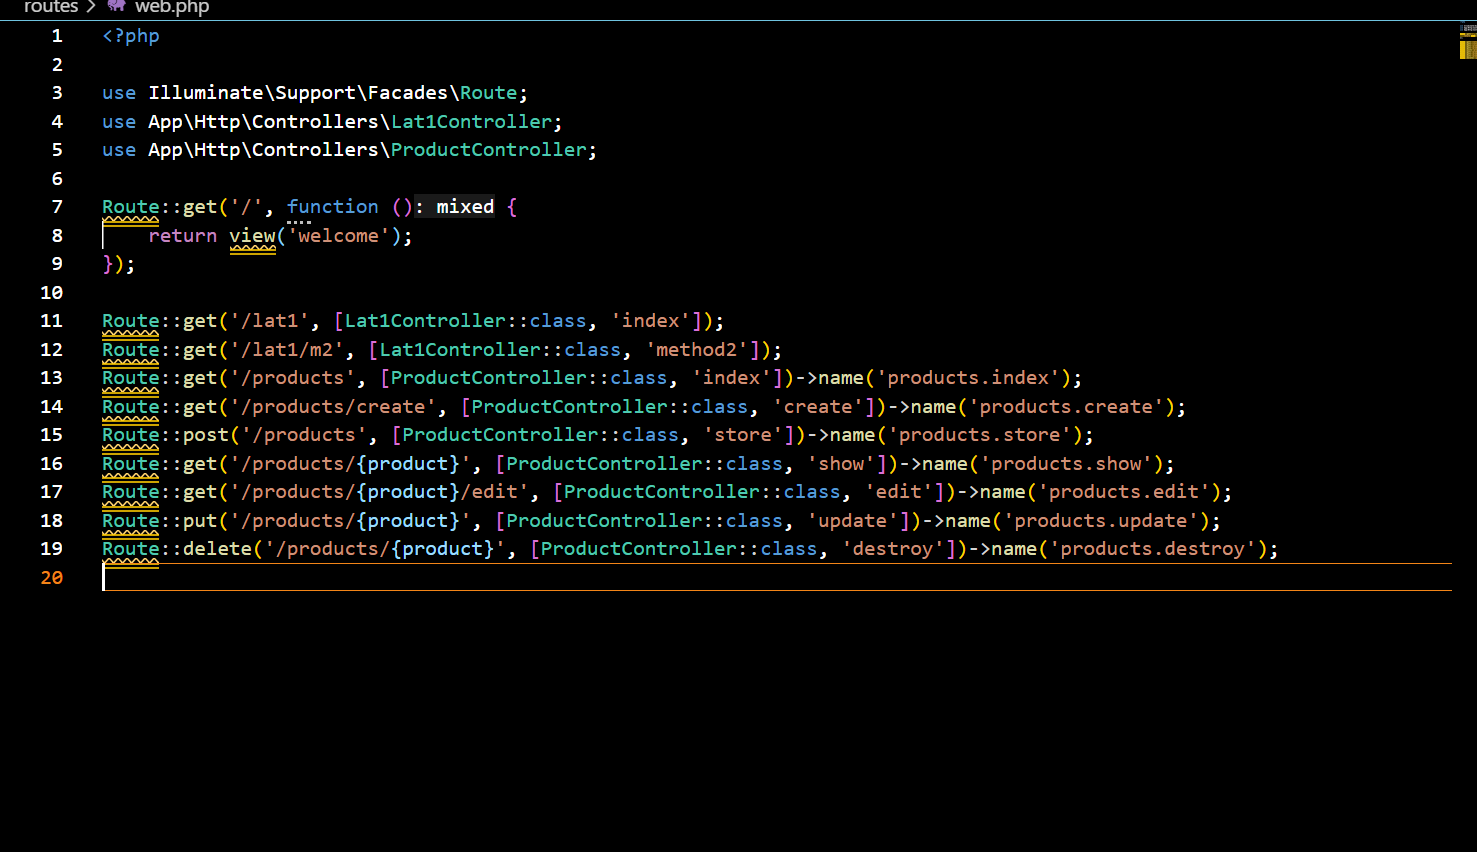 routes > web.php
1 <?php
2
3 use Illuminate\Support\Facades\Route;
4 use App\Http\Controllers\Lat1Controller;
5 use App\Http\Controllers\ProductController;
6
7 Route::get('/', function (): mixed {
8     return view('welcome');
9 });
10
11 Route::get('/lat1', [Lat1Controller::class, 'index']);
12 Route::get('/lat1/m2', [Lat1Controller::class, 'method2']);
13 Route::get('/products', [ProductController::class, 'index'])->name('products.index');
14 Route::get('/products/create', [ProductController::class, 'create'])->name('products.create');
15 Route::post('/products', [ProductController::class, 'store'])->name('products.store');
16 Route::get('/products/{product}', [ProductController::class, 'show'])->name('products.show');
17 Route::get('/products/{product}/edit', [ProductController::class, 'edit'])->name('products.edit');
18 Route::put('/products/{product}', [ProductController::class, 'update'])->name('products.update');
19 Route::delete('/products/{product}', [ProductController::class, 'destroy'])->name('products.destroy');
20